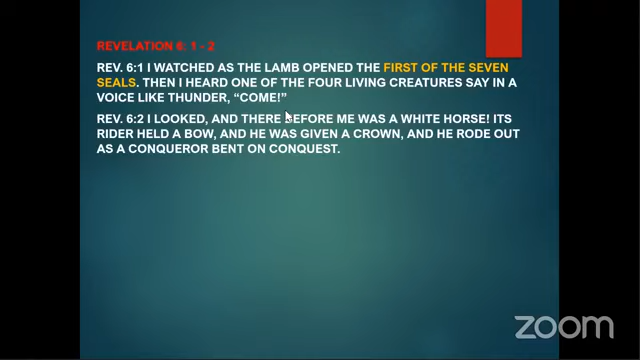 REVELATION 6: 1 - 2
REV. 6:1 I WATCHED AS THE LAMB OPENED THE FIRST OF THE SEVEN
SEALS. THEN I HEARD ONE OF THE FOUR LIVING CREATURES SAY IN A
VOICE LIKE THUNDER, “COME!”
REV. 6:2 I LOOKED, AND THERE BEFORE ME WAS A WHITE HORSE! ITS
RIDER HELD A BOW, AND HE WAS GIVEN A CROWN, AND HE RODE OUT
AS A CONQUEROR BENT ON CONQUEST.
zoom